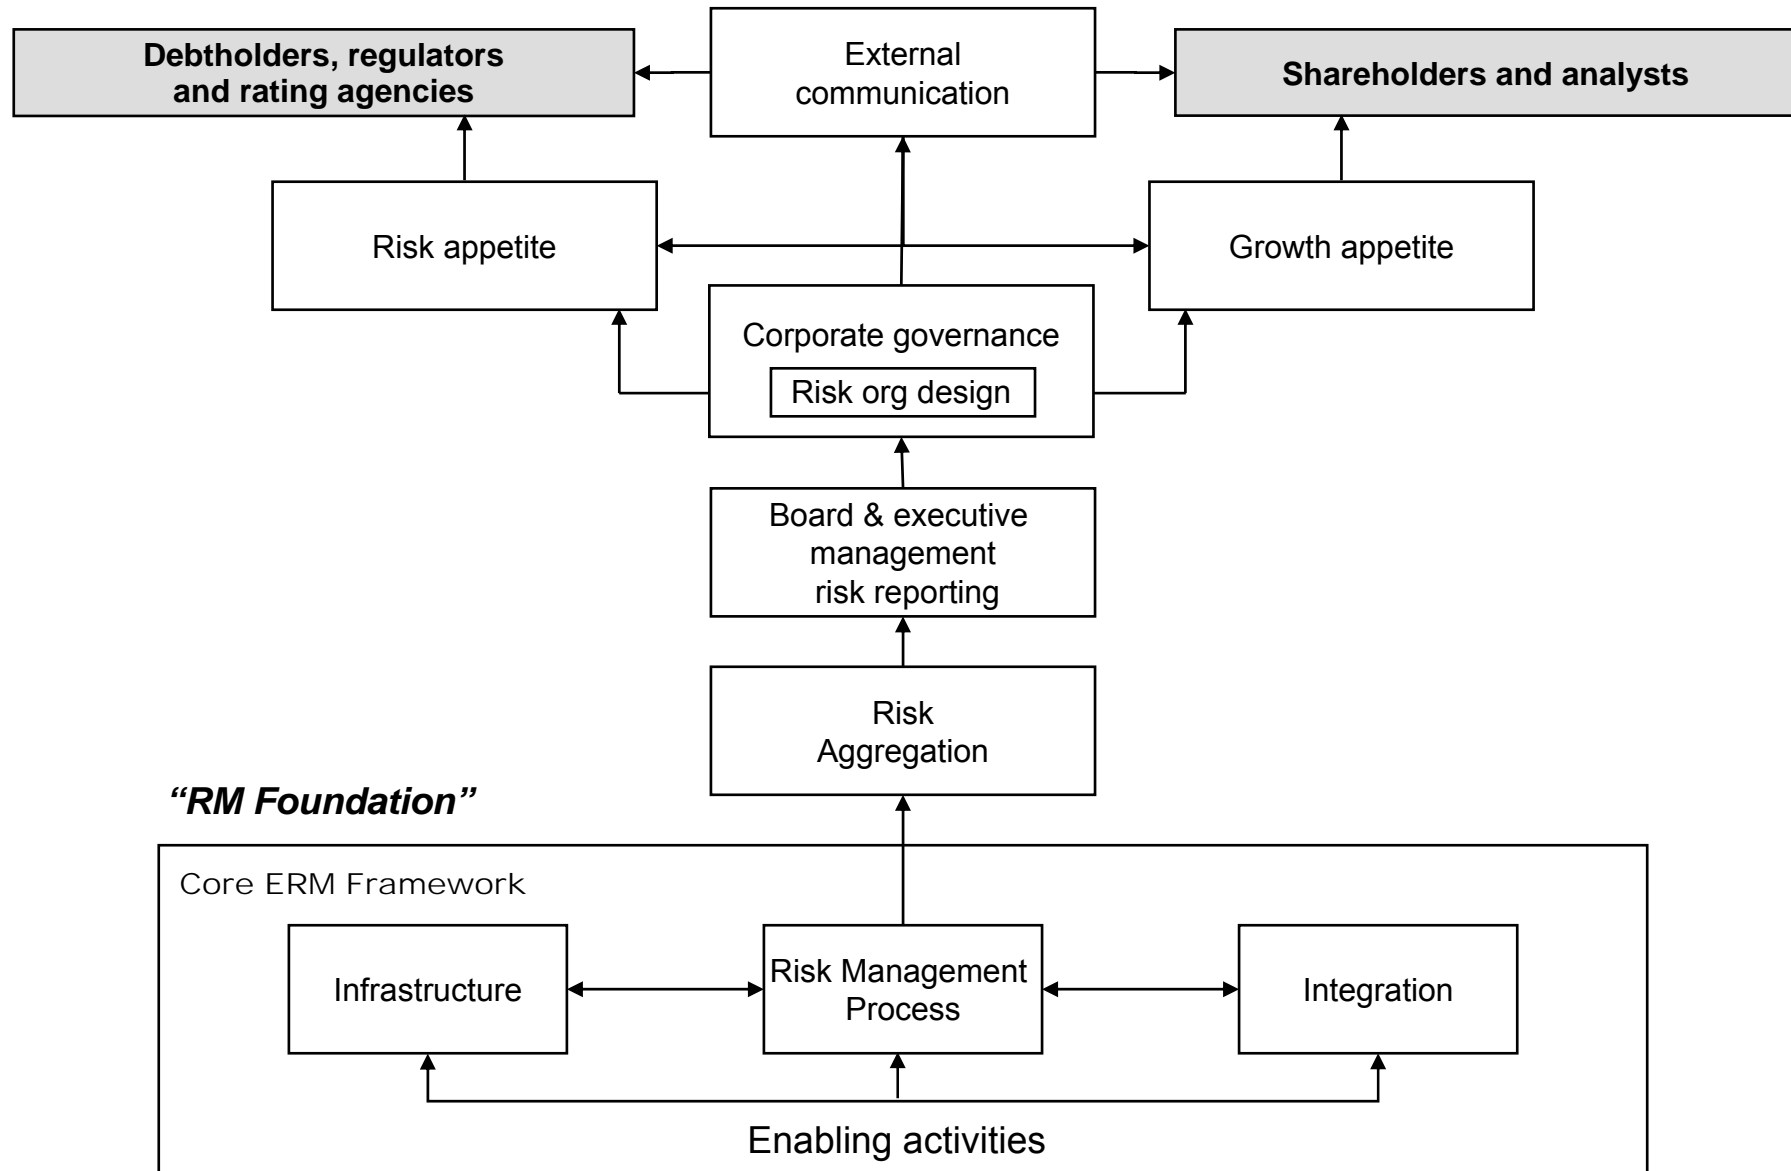 Debtholders, regulators
and rating agencies
External
communication
Shareholders and analysts
Risk appetite
Growth appetite
Corporate governance
Risk org design
Board & executive
management
risk reporting
Risk
Aggregation
“RM Foundation”
Core ERM Framework
Infrastructure
Risk Management
Process
Integration
Enabling activities